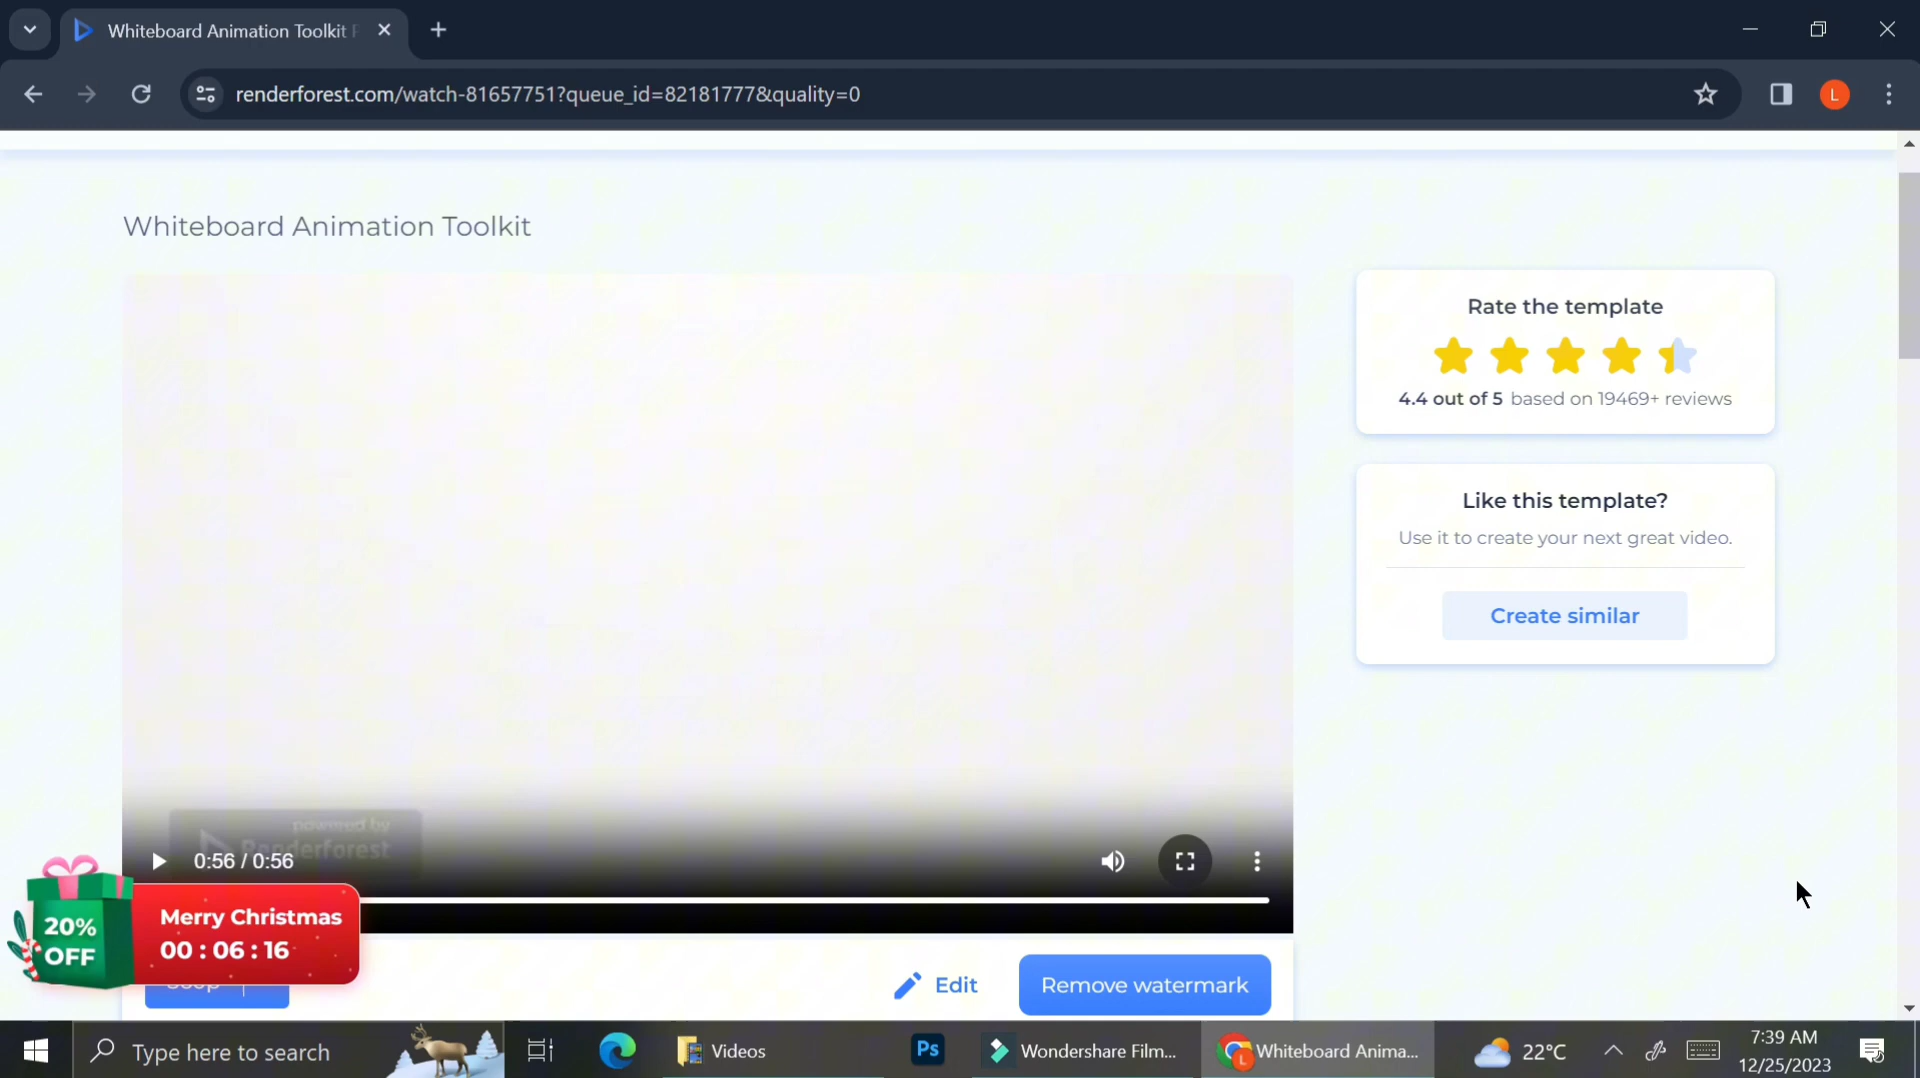 Whiteboard Animation Toolkit
renderforest.com/watch-81657751?queue_id=82181777&quality=0
L
Whiteboard Animation Toolkit
Rate the template
4.4 out of 5 based on 19469+ reviews
Like this template?
Use it to create your next great video.
Create similar
powered by
Renderforest
0:56 / 0:56
20%
OFF
Merry Christmas
00 : 06 : 16
Edit
Remove watermark
Type here to search
Videos
Ps
Wondershare Film...
L
Whiteboard Anima...
22°C
7:39 AM
12/25/2023